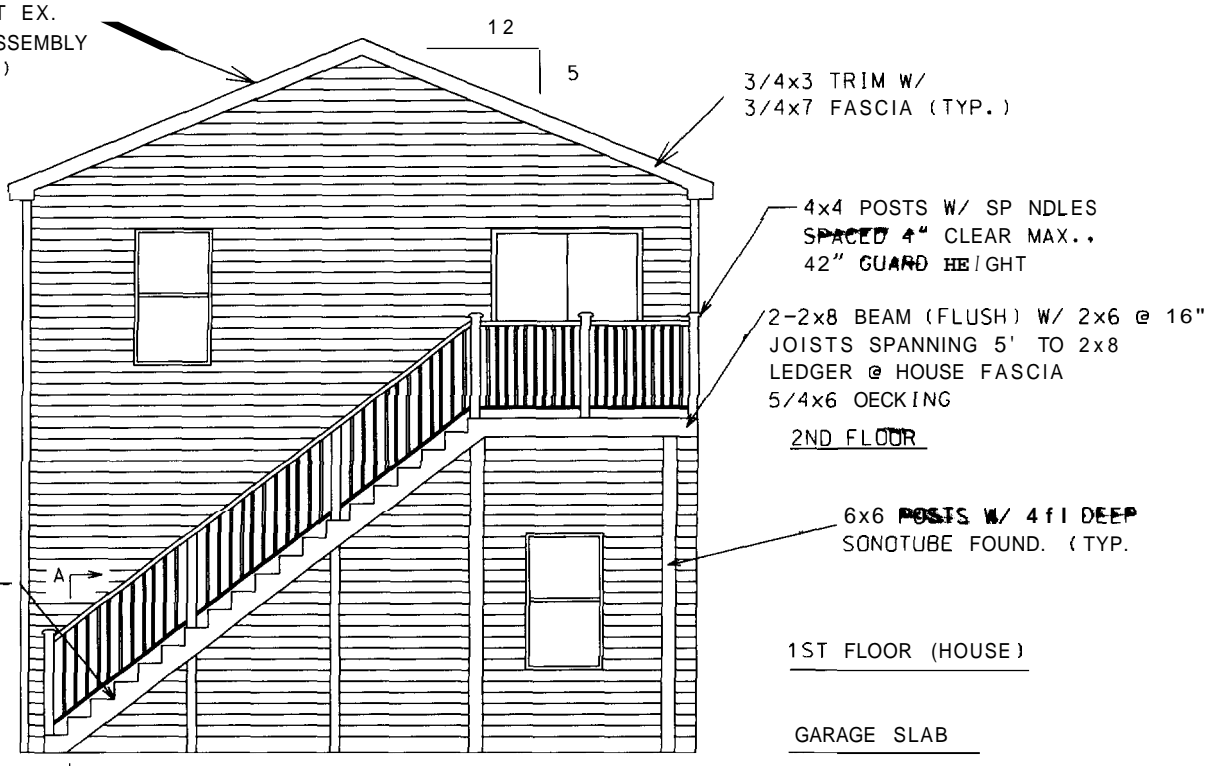 T EX.
SSEMBLY
)
12
5
3/4x3 TRIM W/
3/4x7 FASCIA (TYP.)
4x4 POSTS W/ SP NDLES
SPACED 4" CLEAR MAX..
42" GUARD HEIGHT
2-2x8 BEAM (FLUSH) W/ 2x6 @ 16"
JOISTS SPANNING 5' TO 2x8
LEDGER @ HOUSE FASCIA
5/4x6 OECKING
2ND FLOOR
6x6 POSTS W/ 4 fl DEEP
SONOTUBE FOUND. (TYP.
A
1ST FLOOR (HOUSE)
GARAGE SLAB